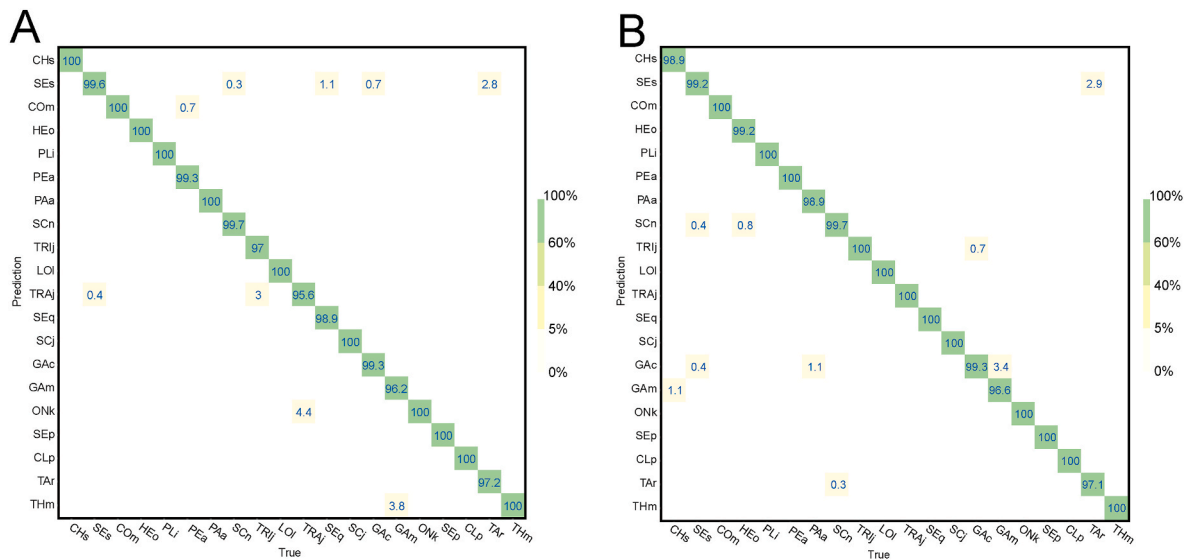 A
CHs 100
SEs 99.6 0.3 1.1 0.7 2.8
COm 100 0.7
HEo 100
PLi 100
PEa 99.3
PAa 100
SCn 99.7
TRIj 97
LOl 100
TRAj 0.4 3 95.6
SEq 98.9
SCj 100
GAc 99.3
GAm 96.2
ONk 4.4 100
SEp 100
CLp 100
TAr 97.2
THm 3.8 100
CHs SEs COm HEo PLi PEa PAa SCn TRIj LOl TRAj SEq SCj GAc GAm ONk SEp CLp TAr THm
True
Prediction
100%
60%
40%
5%
0%
B
CHs 98.9
SEs 99.2 2.9
COm 100
HEo 99.2
PLi 100
PEa 100
PAa 98.9
SCn 0.4 0.8 99.7
TRIj 100 0.7
LOl 100
TRAj 100
SEq 100
SCj 100
GAc 0.4 1.1 99.3 3.4
GAm 1.1 96.6
ONk 100
SEp 100
CLp 100
TAr 0.3 97.1
THm 100
CHs SEs COm HEo PLi PEa PAa SCn TRIj LOl TRAj SEq SCj GAc GAm ONk SEp CLp TAr THm
True
Prediction
100%
60%
40%
5%
0%